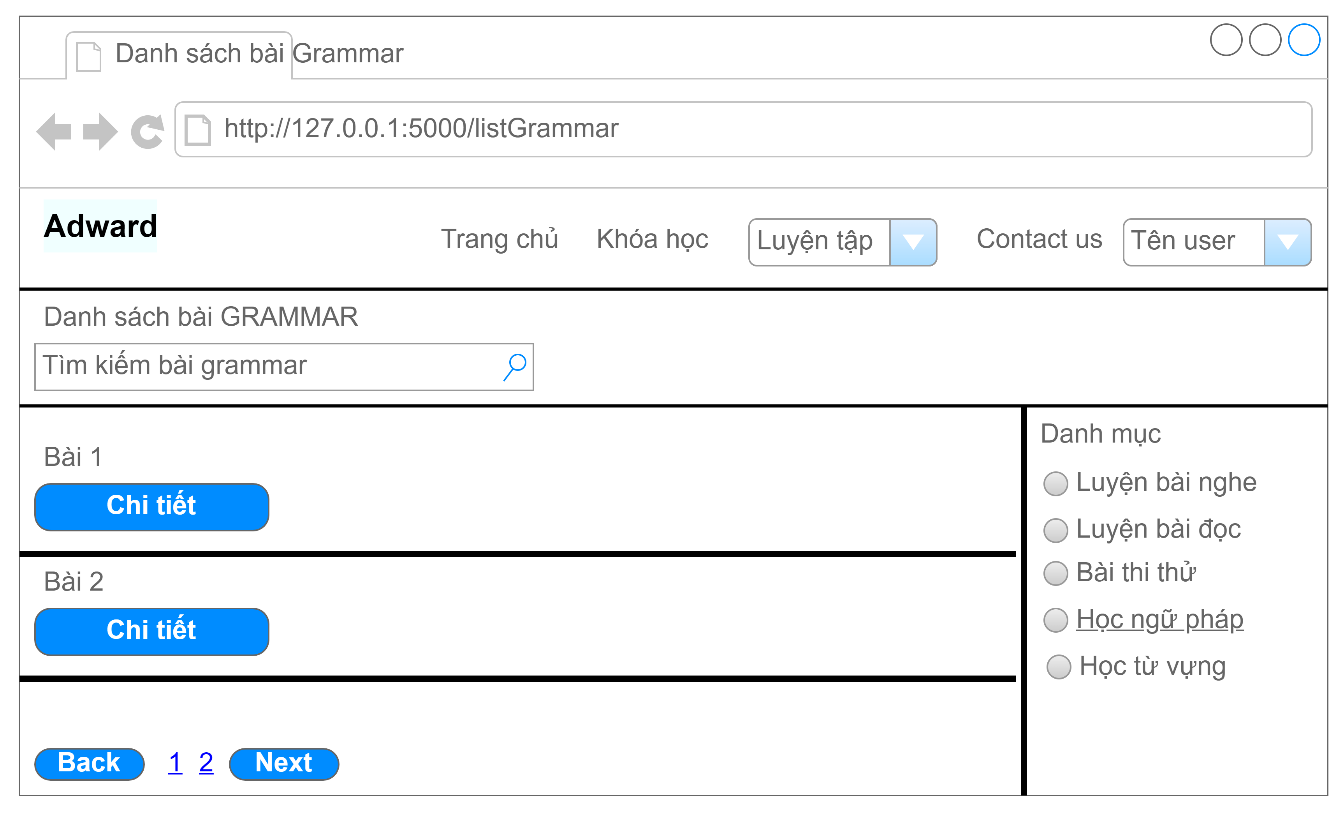 Danh sách bài Grammar
http://127.0.0.1:5000/listGrammar
Adward
Trang chủ Khóa học Luyện tập Contact us Tên user
Danh sách bài GRAMMAR
Tìm kiếm bài grammar
Bài 1
Chi tiết
Bài 2
Chi tiết
Back 1 2 Next
Danh mục
Luyện bài nghe
Luyện bài đọc
Bài thi thử
Học ngữ pháp
Học từ vựng